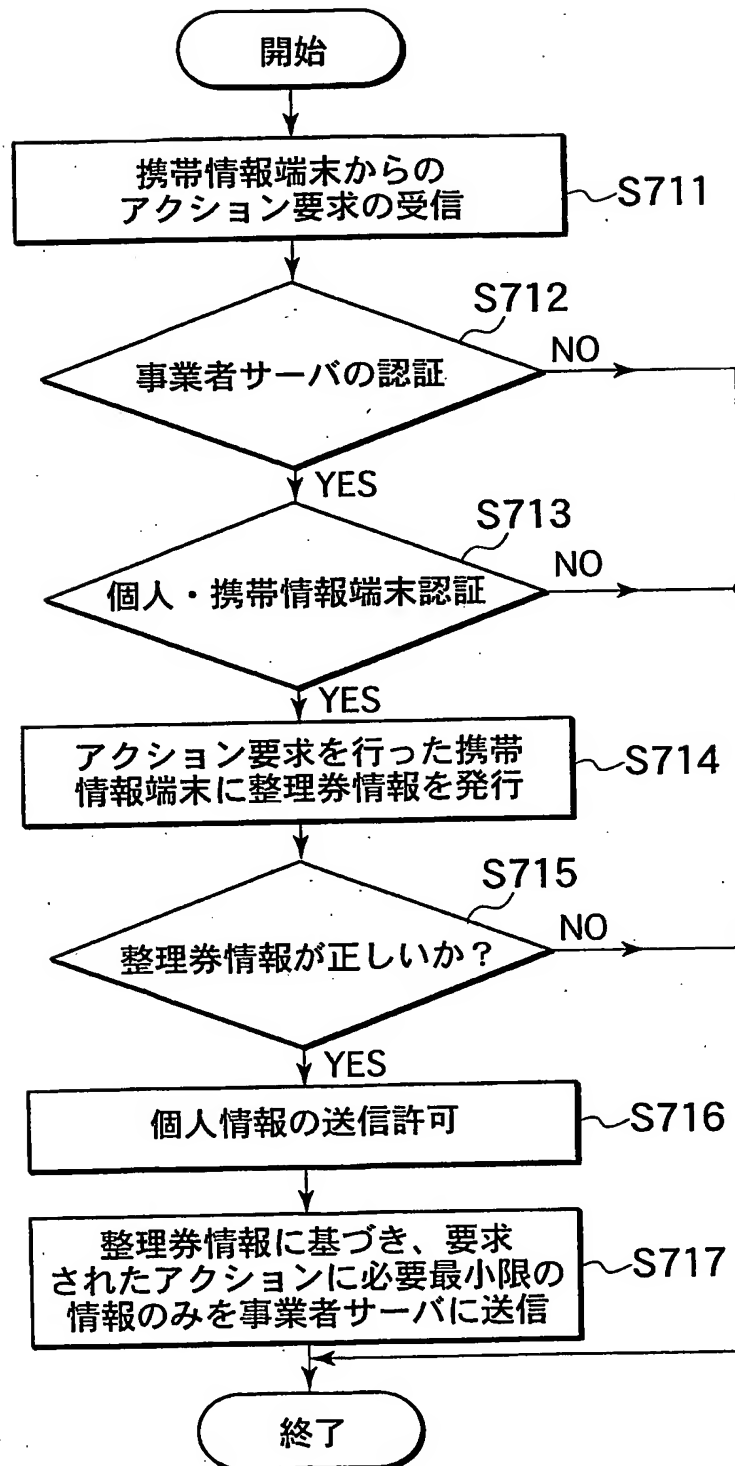 開始
携帯情報端末からの
アクション要求の受信
S711
S712
事業者サーバの認証
NO
YES
S713
個人・携帯情報端末認証
NO
YES
アクション要求を行った携帯
情報端末に整理券情報を発行
S714
S715
整理券情報が正しいか？
NO
YES
個人情報の送信許可
S716
整理券情報に基づき、要求
されたアクションに必要最小限の
情報のみを事業者サーバに送信
S717
終了